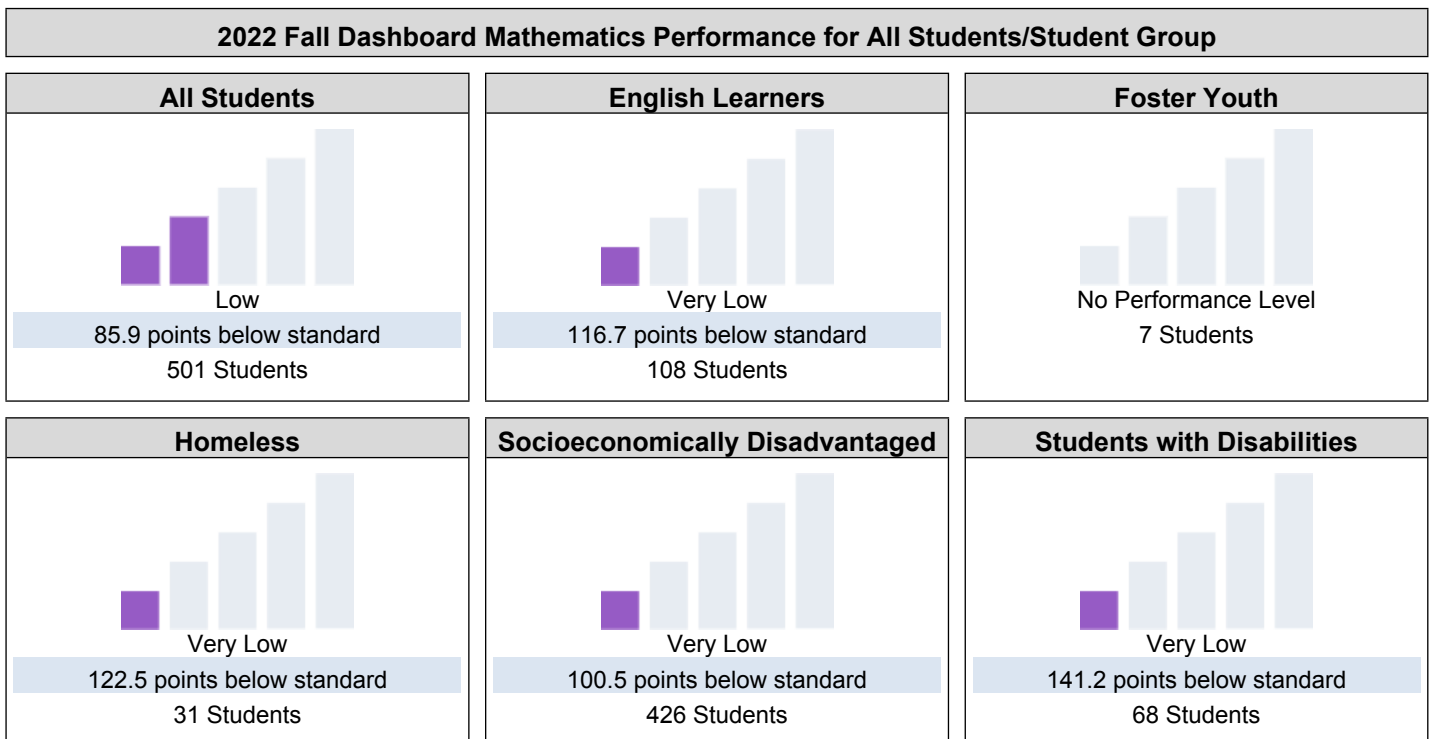 2022 Fall Dashboard Mathematics Performance for All Students/Student Group
All Students
Low
85.9 points below standard
501 Students
English Learners
Very Low
116.7 points below standard
108 Students
Foster Youth
No Performance Level
7 Students
Homeless
Very Low
122.5 points below standard
31 Students
Socioeconomically Disadvantaged
Very Low
100.5 points below standard
426 Students
Students with Disabilities
Very Low
141.2 points below standard
68 Students